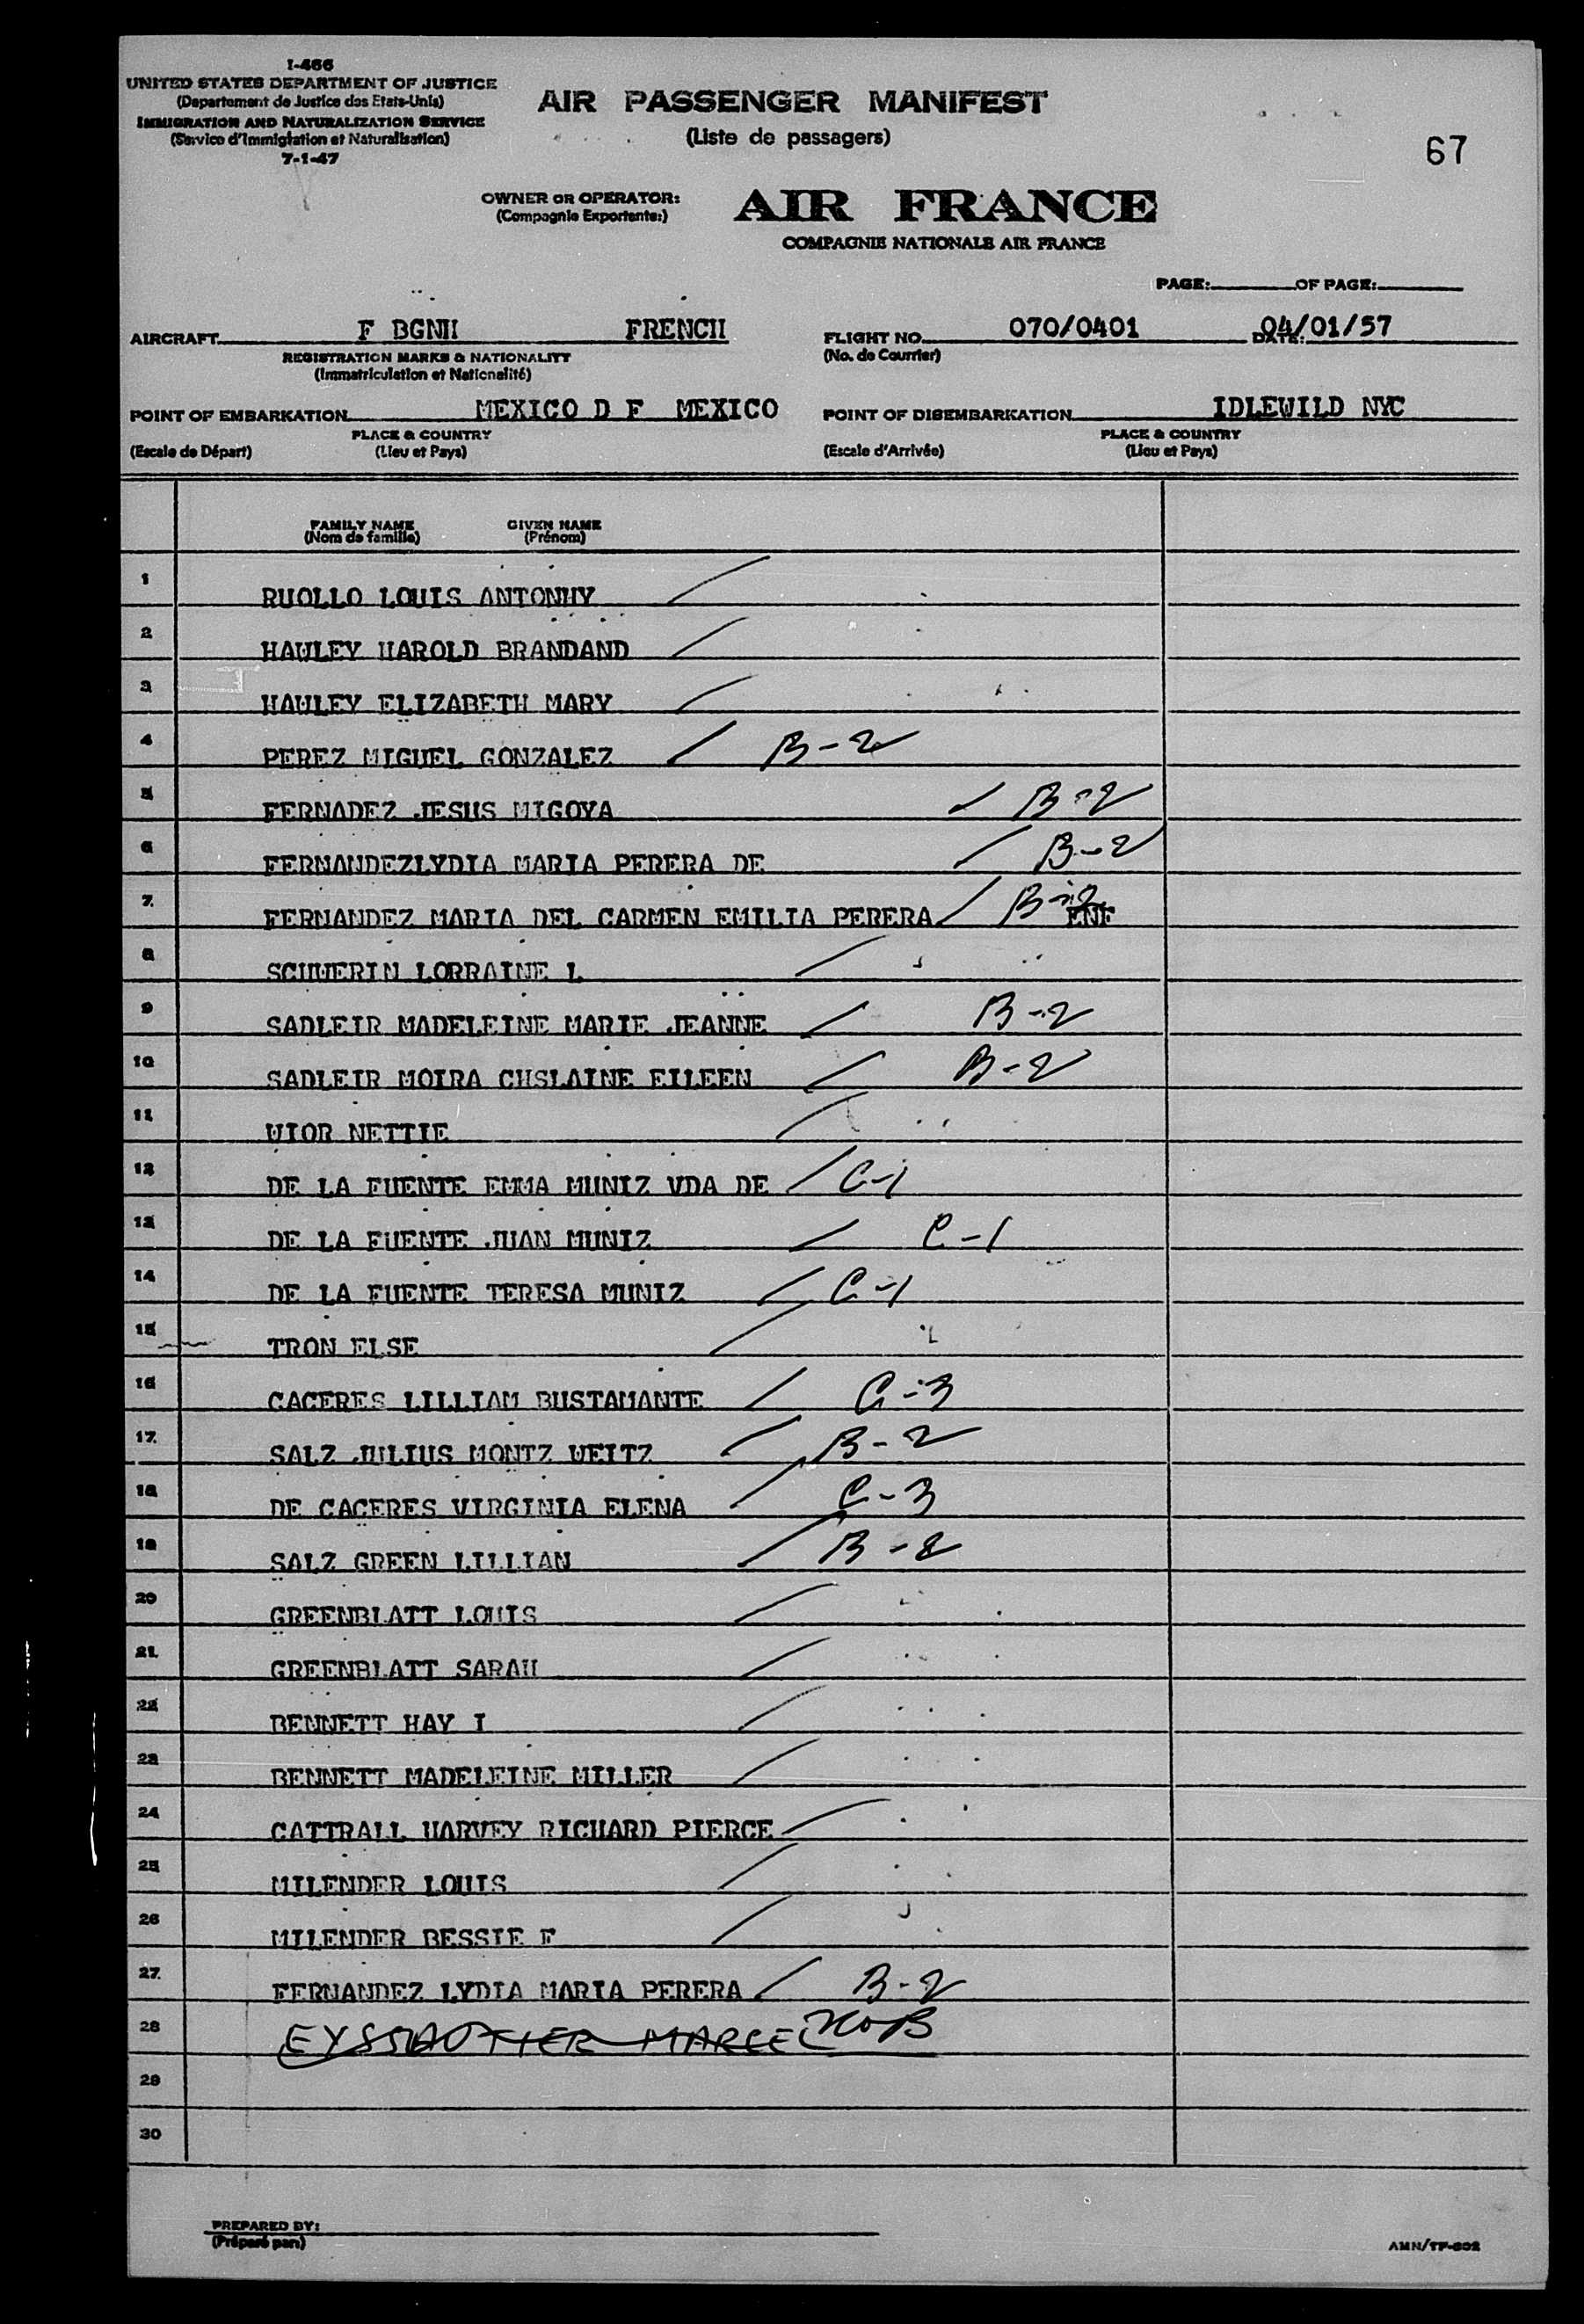 I-466
UNITED STATES DEPARTMENT OF JUSTICE
(Departement de Justice des Etats-Unis)
IMMIGRATION AND NATURALIZATION SERVICE
(Service d'Immigration et Naturalisation)
7-1-47
AIR PASSENGER MANIFEST
(Liste de passagers)
67
OWNER OR OPERATOR: AIR FRANCE
(Compagnie Exportente:)
COMPAGNIE NATIONALE AIR FRANCE
PAGE: OF PAGE:
AIRCRAFT F BGNH FRENCH FLIGHT NO. 070/0401 DATE: 04/01/57
REGISTRATION MARKS & NATIONALITY (No. de Courrier)
(Immatriculation et Nationalité)
POINT OF EMBARKATION MEXICO D F MEXICO POINT OF DISEMBARKATION IDLEWILD NYC
PLACE & COUNTRY PLACE & COUNTRY
(Escale de Départ) (Lieu et Pays) (Escale d'Arrivée) (Lieu et Pays)
FAMILY NAME GIVEN NAME
(Nom de famille) (Prénom)
1 RUOLLO LOUIS ANTONHY
2 HAWLEY HAROLD BRANDAND
3 HAWLEY ELIZABETH MARY
4 PEREZ MIGUEL GONZALEZ B-2
5 FERNADEZ JESUS MIGOYA B-2
6 FERNANDEZLYDIA MARIA PERERA DE B-2
7 FERNANDEZ MARIA DEL CARMEN EMILIA PERERA B-2 ENF
8 SCHWERIN LORRAINE L
9 SADLEIR MADELEINE MARIE JEANNE B-2
10 SADLEIR MOIRA CHSLAINE EILEEN B-2
11 WIOR NETTIE
12 DE LA FUENTE EMMA MUNIZ VDA DE C-1
13 DE LA FUENTE JUAN MUNIZ C-1
14 DE LA FUENTE TERESA MUNIZ C-1
15 TRON ELSE
16 CACERES LILLIAM BUSTAMANTE C-3
17 SALZ JULIUS MONTZ WEITZ B-2
18 DE CACERES VIRGINIA ELENA C-3
19 SALZ GREEN LILLIAN B-2
20 GREENBLATT LOUIS
21 GREENBLATT SARAH
22 BENNETT HAY I
23 BENNETT MADELEINE MILLER
24 CATTRALL HARVEY RICHARD PIERCE
25 MILENDER LOUIS
26 MILENDER BESSIE F
27 FERNANDEZ LYDIA MARIA PERERA B-2
28 MARCEL NOB
29
30
PREPARED BY:
(Préparé par)
AMN/TF-602